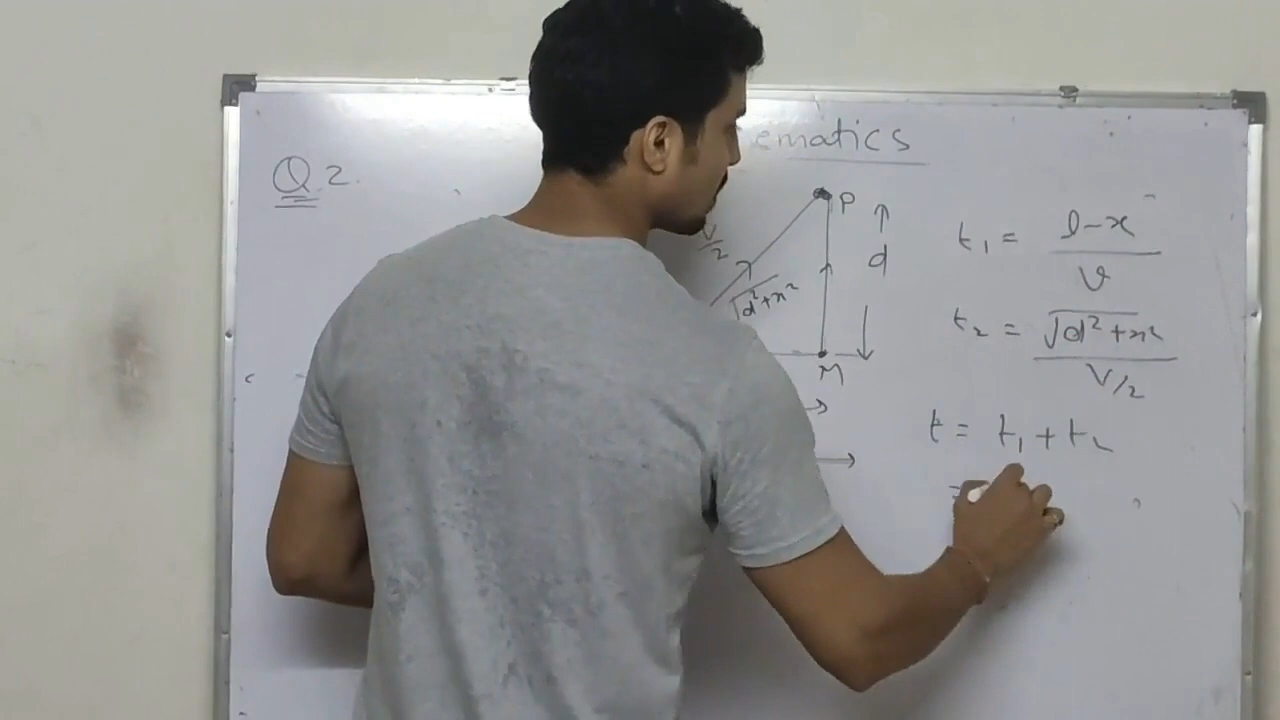 ematics
Q.2.
P
V/2
d
√d²+x²
M
t₁ = l-x / v
t₂ = √d²+x² / V/2
t = t₁ + t₂
=